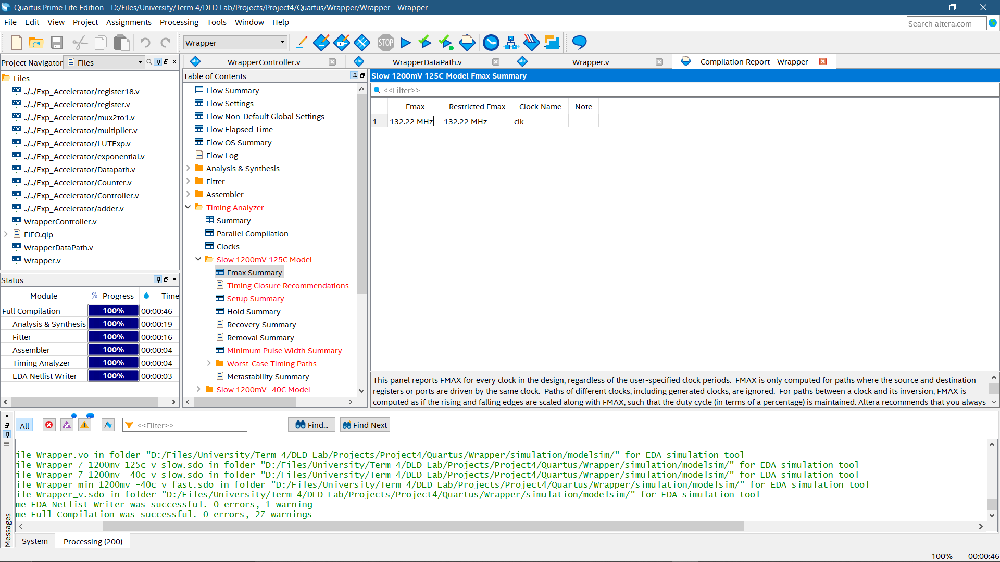 Quartus Prime Lite Edition - D:/Files/University/Term 4/DLD Lab/Projects/Project4/Quartus/Wrapper/Wrapper - Wrapper
File Edit View Project Assignments Processing Tools Window Help
Search altera.com
Wrapper
STOP
Project Navigator Files
WrapperController.v
WrapperDataPath.v
Wrapper.v
Compilation Report - Wrapper
Files
../../Exp_Accelerator/register18.v
../../Exp_Accelerator/register.v
../../Exp_Accelerator/mux2to1.v
../../Exp_Accelerator/multiplier.v
../../Exp_Accelerator/LUTExp.v
../../Exp_Accelerator/exponential.v
../../Exp_Accelerator/Datapath.v
../../Exp_Accelerator/Counter.v
../../Exp_Accelerator/Controller.v
../../Exp_Accelerator/adder.v
WrapperController.v
FIFO.qip
WrapperDataPath.v
Wrapper.v
Status
Module % Progress Time
Full Compilation 100% 00:00:46
Analysis & Synthesis 100% 00:00:19
Fitter 100% 00:00:16
Assembler 100% 00:00:04
Timing Analyzer 100% 00:00:04
EDA Netlist Writer 100% 00:00:03
Table of Contents
Flow Summary
Flow Settings
Flow Non-Default Global Settings
Flow Elapsed Time
Flow OS Summary
Flow Log
Analysis & Synthesis
Fitter
Assembler
Timing Analyzer
Summary
Parallel Compilation
Clocks
Slow 1200mV 125C Model
Fmax Summary
Timing Closure Recommendations
Setup Summary
Hold Summary
Recovery Summary
Removal Summary
Minimum Pulse Width Summary
Worst-Case Timing Paths
Metastability Summary
Slow 1200mV -40C Model
Slow 1200mV 125C Model Fmax Summary
<<Filter>>
Fmax Restricted Fmax Clock Name Note
1 132.22 MHz 132.22 MHz clk
This panel reports FMAX for every clock in the design, regardless of the user-specified clock periods. FMAX is only computed for paths where the source and destination
registers or ports are driven by the same clock. Paths of different clocks, including generated clocks, are ignored. For paths between a clock and its inversion, FMAX is
computed as if the rising and falling edges are scaled along with FMAX, such that the duty cycle (in terms of a percentage) is maintained. Altera recommends that you always
All
<<Filter>>
Find... Find Next
ile Wrapper.vo in folder "D:/Files/University/Term 4/DLD Lab/Projects/Project4/Quartus/Wrapper/simulation/modelsim/" for EDA simulation tool
ile Wrapper_7_1200mv_125c_v_slow.sdo in folder "D:/Files/University/Term 4/DLD Lab/Projects/Project4/Quartus/Wrapper/simulation/modelsim/" for EDA simulation tool
ile Wrapper_7_1200mv_-40c_v_slow.sdo in folder "D:/Files/University/Term 4/DLD Lab/Projects/Project4/Quartus/Wrapper/simulation/modelsim/" for EDA simulation tool
ile Wrapper_min_1200mv_-40c_v_fast.sdo in folder "D:/Files/University/Term 4/DLD Lab/Projects/Project4/Quartus/Wrapper/simulation/modelsim/" for EDA simulation tool
ile Wrapper_v.sdo in folder "D:/Files/University/Term 4/DLD Lab/Projects/Project4/Quartus/Wrapper/simulation/modelsim/" for EDA simulation tool
me EDA Netlist Writer was successful. 0 errors, 1 warning
me Full Compilation was successful. 0 errors, 27 warnings
Messages
System Processing (200)
100% 00:00:46